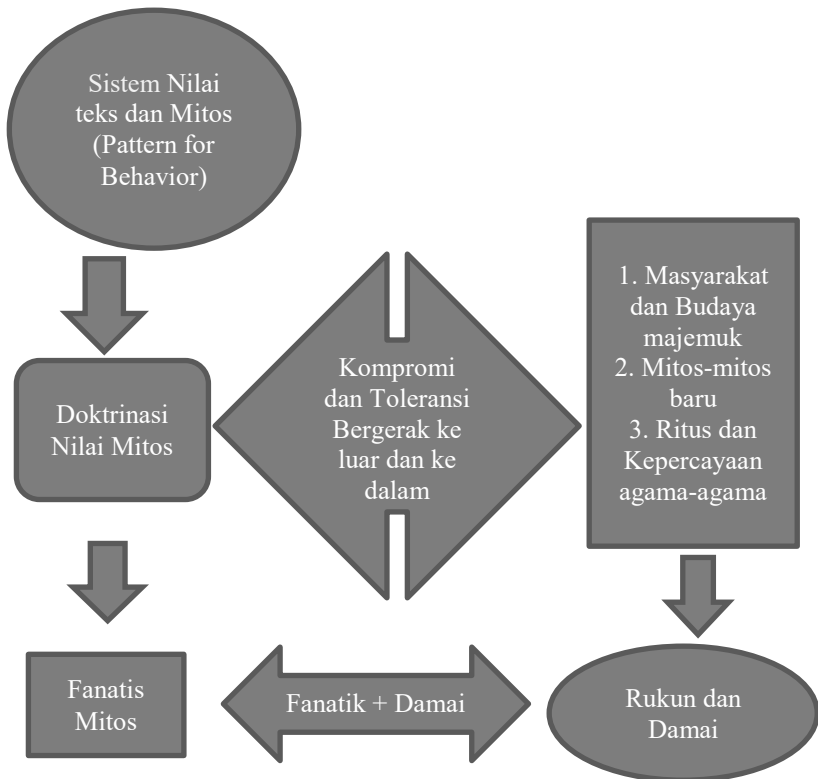 Sistem Nilai
teks dan Mitos
(Pattern for
Behavior)
Doktrinasi
Nilai Mitos
Fanatis
Mitos
Kompromi
dan Toleransi
Bergerak ke
luar dan ke
dalam
Fanatik + Damai
1. Masyarakat
dan Budaya
majemuk
2. Mitos-mitos
baru
3. Ritus dan
Kepercayaan
agama-agama
Rukun dan
Damai